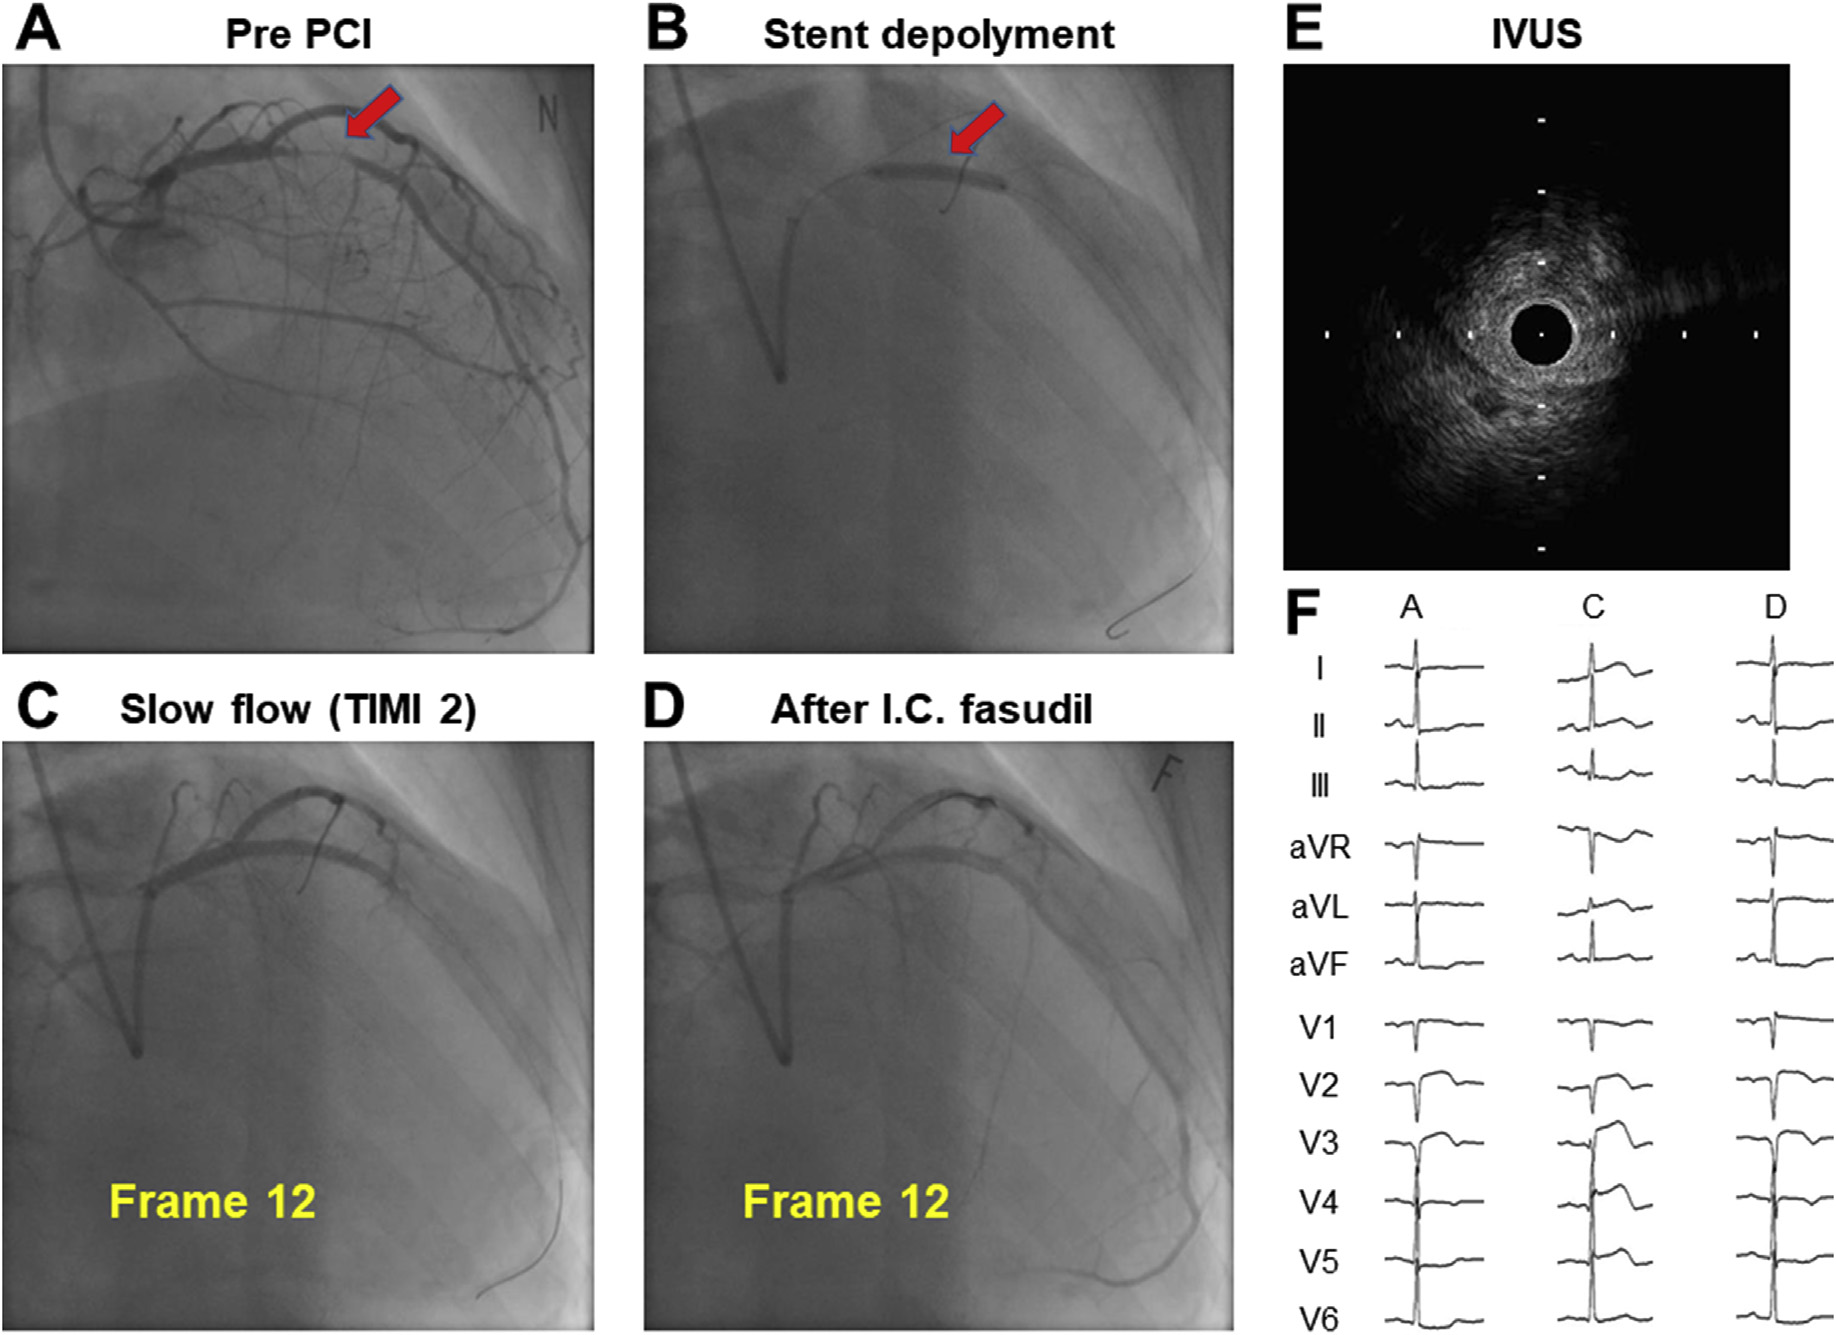 A Pre PCI
N
B Stent depolyment
E IVUS
C Slow flow (TIMI 2)
Frame 12
D After I.C. fasudil
F
Frame 12
F A C D
I
II
III
aVR
aVL
aVF
V1
V2
V3
V4
V5
V6